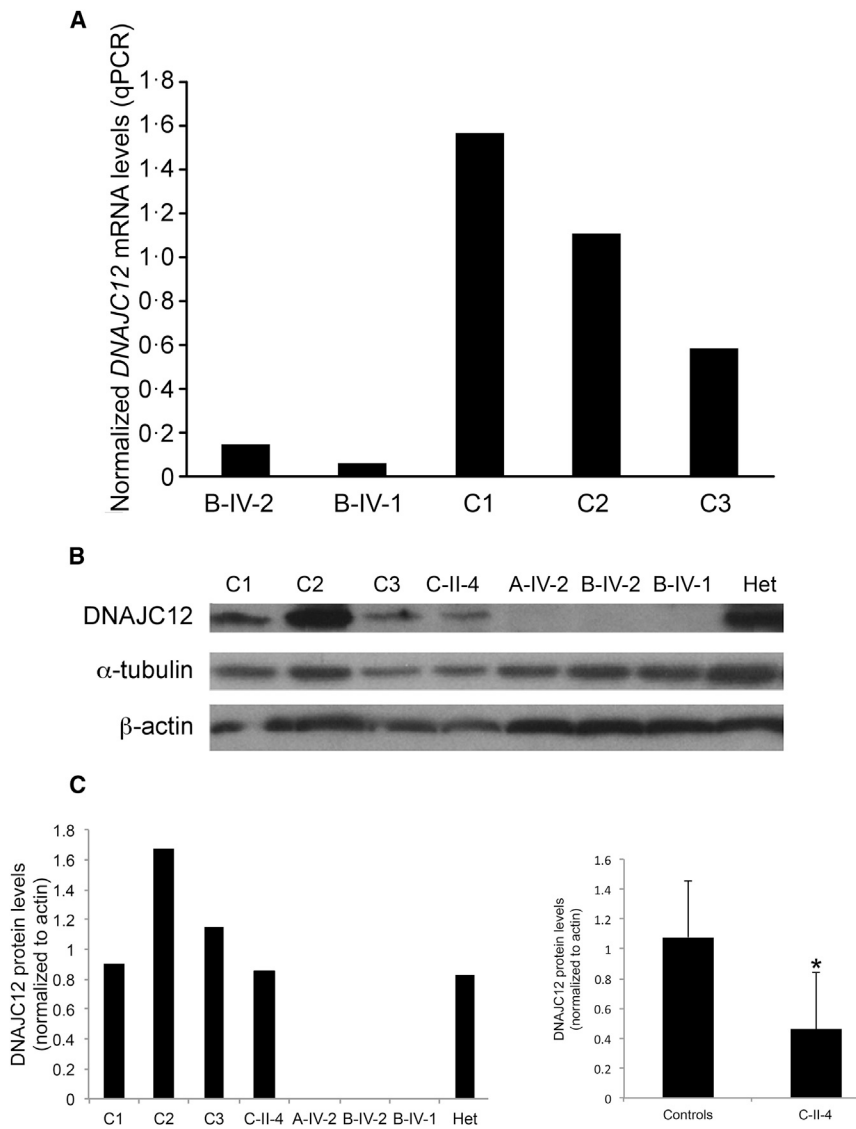 A
Normalized DNAJC12 mRNA levels (qPCR)
1·8
1·6
1·4
1·2
1·0
0·8
0·6
0·4
0·2
0
B-IV-2 B-IV-1 C1 C2 C3
B
C1 C2 C3 C-II-4 A-IV-2 B-IV-2 B-IV-1 Het
DNAJC12
α-tubulin
β-actin
C
DNAJC12 protein levels
(normalized to actin)
1.8
1.6
1.4
1.2
1
0.8
0.6
0.4
0.2
0
C1 C2 C3 C-II-4 A-IV-2 B-IV-2 B-IV-1 Het
DNAJC12 protein levels
(normalized to actin)
1.6
1.4
1.2
1
0.8
0.6
0.4
0.2
0
*
Controls C-II-4